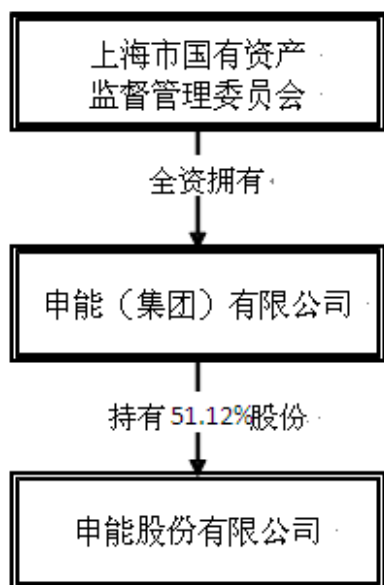 上海市国有资产
监督管理委员会
全资拥有
申能（集团）有限公司
持有 51.12%股份
申能股份有限公司